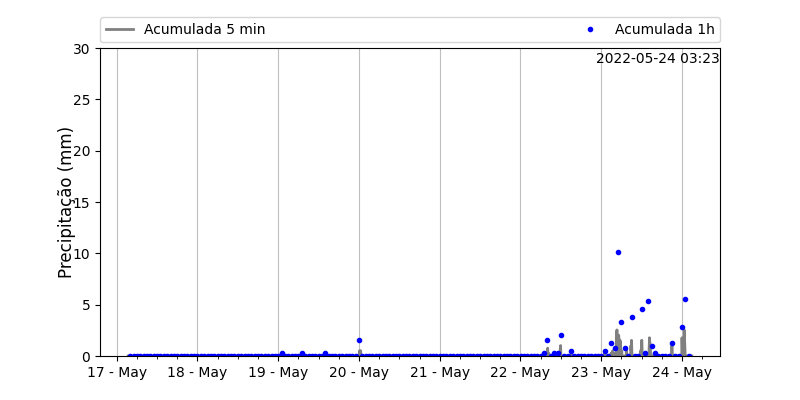 Acumulada 5 min
Acumulada 1h
2022-05-24 03:23
Precipitação (mm)
30
25
20
15
10
5
0
17 - May
18 - May
19 - May
20 - May
21 - May
22 - May
23 - May
24 - May